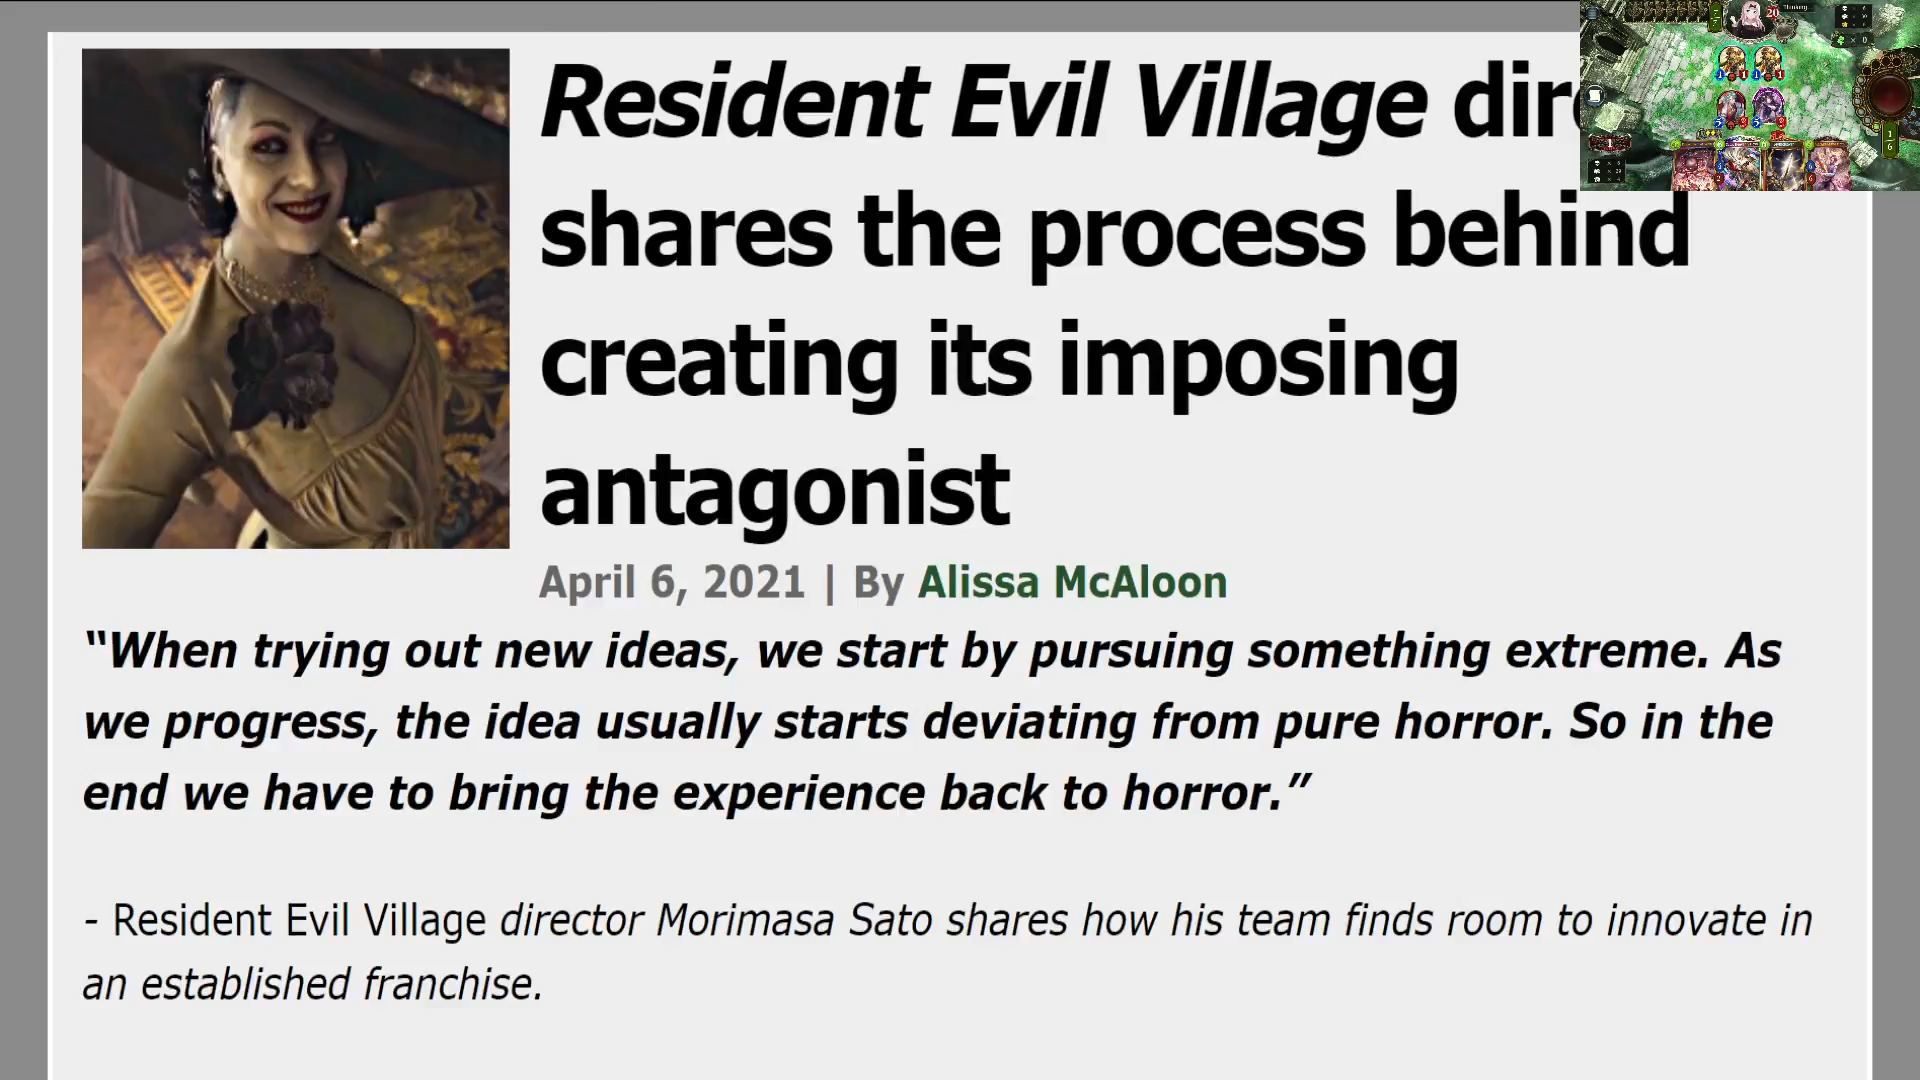 Resident Evil Village dire
shares the process behind
creating its imposing
antagonist
April 6, 2021 | By Alissa McAloon
“When trying out new ideas, we start by pursuing something extreme. As
we progress, the idea usually starts deviating from pure horror. So in the
end we have to bring the experience back to horror.”
- Resident Evil Village director Morimasa Sato shares how his team finds room to innovate in
an established franchise.
20
Thinking